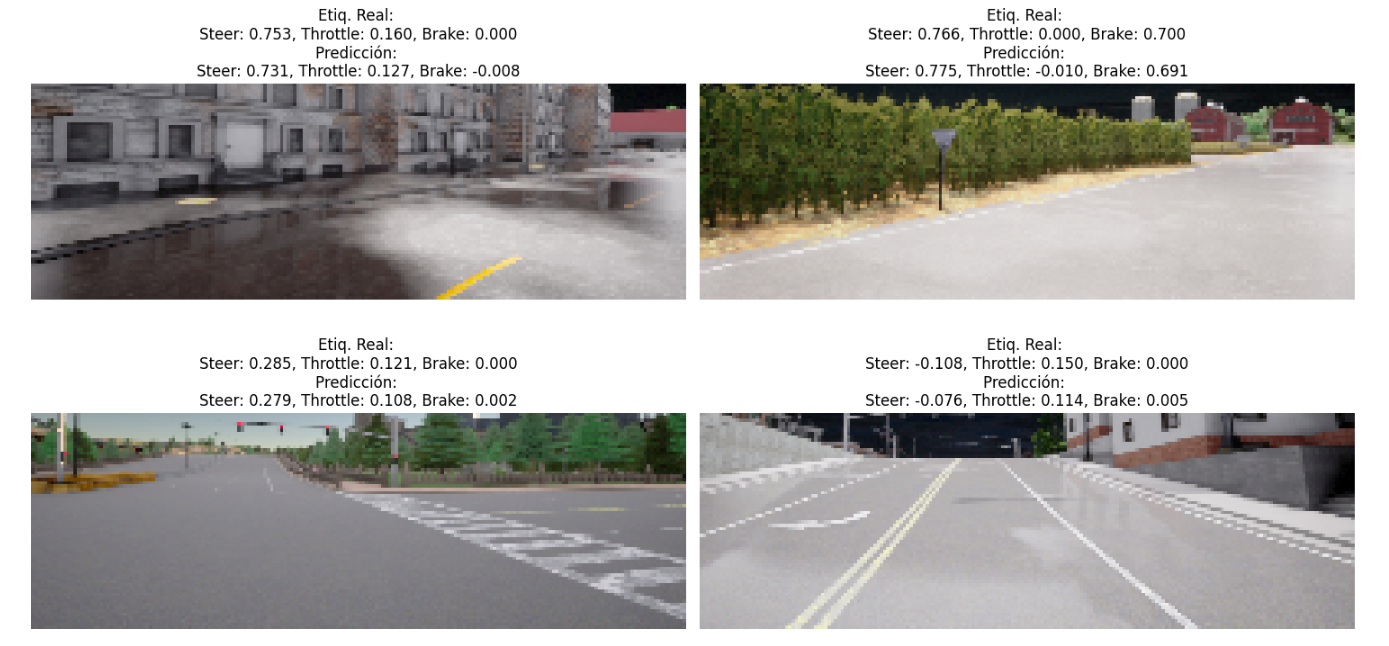 Etiq. Real:
Steer: 0.753, Throttle: 0.160, Brake: 0.000
Predicción:
Steer: 0.731, Throttle: 0.127, Brake: -0.008
Etiq. Real:
Steer: 0.766, Throttle: 0.000, Brake: 0.700
Predicción:
Steer: 0.775, Throttle: -0.010, Brake: 0.691
Etiq. Real:
Steer: 0.285, Throttle: 0.121, Brake: 0.000
Predicción:
Steer: 0.279, Throttle: 0.108, Brake: 0.002
Etiq. Real:
Steer: -0.108, Throttle: 0.150, Brake: 0.000
Predicción:
Steer: -0.076, Throttle: 0.114, Brake: 0.005